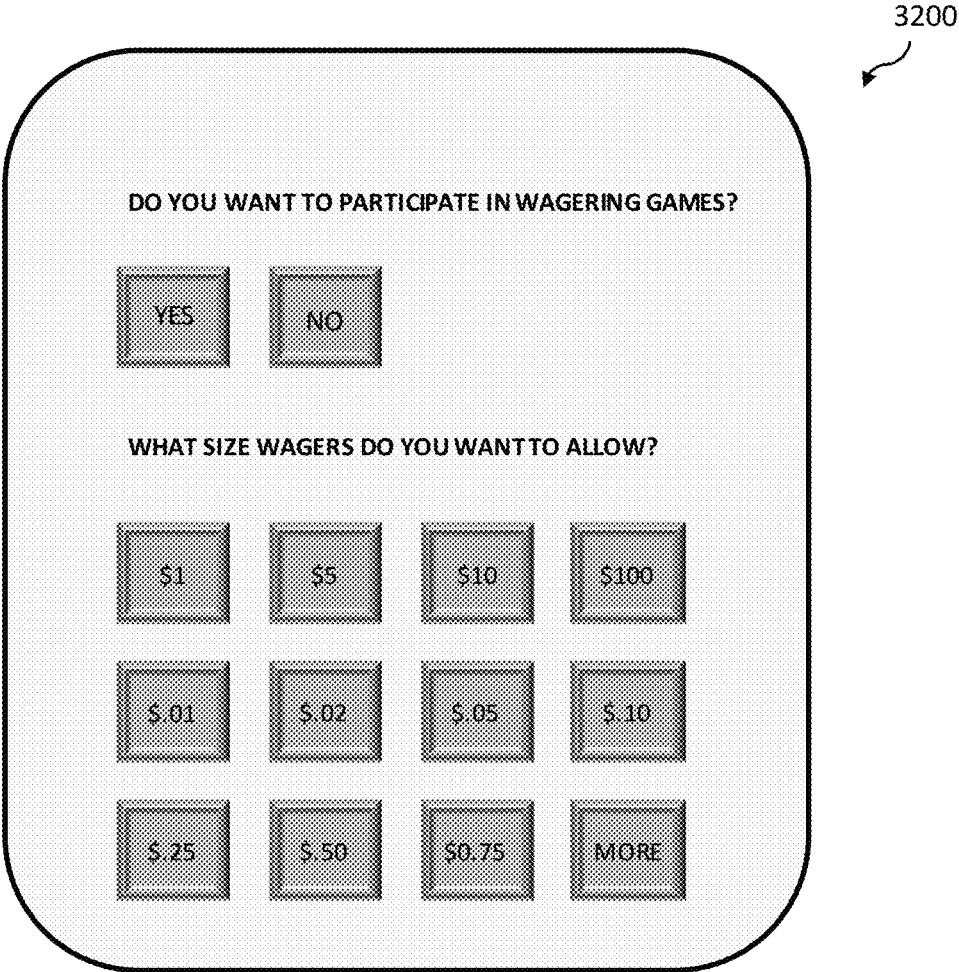 3200
DO YOU WANT TO PARTICIPATE IN WAGERING GAMES?
YES NO
WHAT SIZE WAGERS DO YOU WANT TO ALLOW?
$1 $5 $10 $100
$.01 $.02 $.05 $.10
$.25 $.50 $0.75 MORE